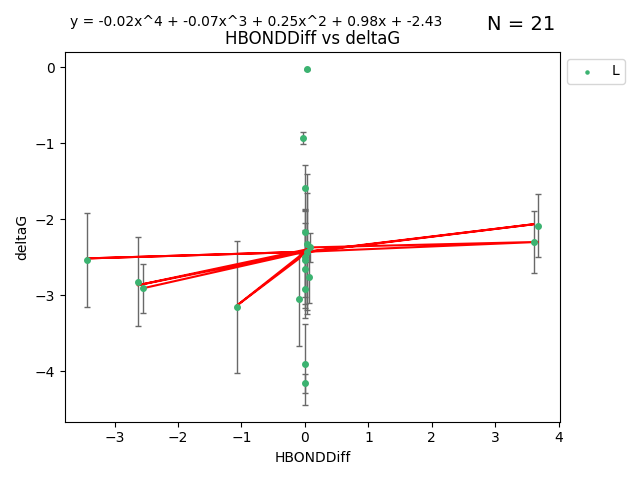 y = -0.02x^4 + -0.07x^3 + 0.25x^2 + 0.98x + -2.43
N = 21
HBONDDiff vs deltaG
L
deltaG
0
−1
−2
−3
−4
−3 −2 −1 0 1 2 3 4
HBONDDiff